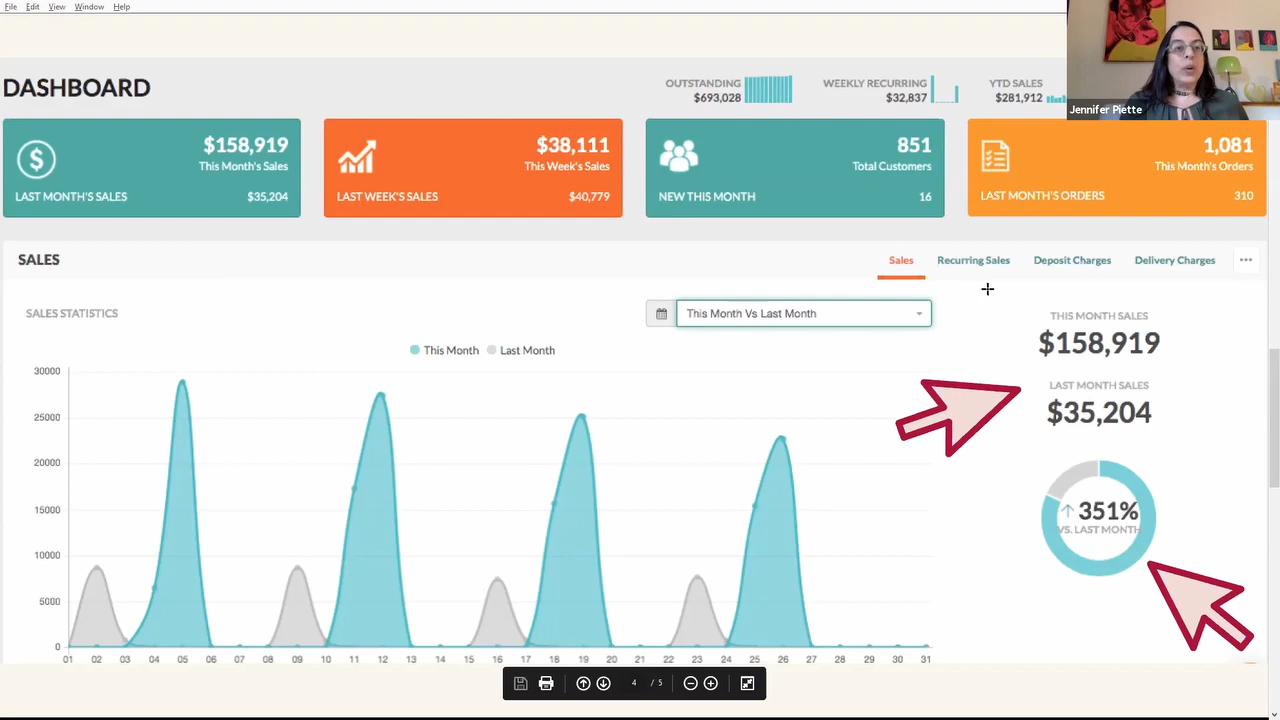 File Edit View Window Help
Jennifer Piette
DASHBOARD
OUTSTANDING
$693,028
WEEKLY RECURRING
$32,837
YTD SALES
$281,912
$158,919
This Month's Sales
LAST MONTH'S SALES $35,204
$38,111
This Week's Sales
LAST WEEK'S SALES $40,779
851
Total Customers
NEW THIS MONTH 16
1,081
This Month's Orders
LAST MONTH'S ORDERS 310
SALES
Sales Recurring Sales Deposit Charges Delivery Charges
SALES STATISTICS
This Month Vs Last Month
This Month Last Month
30000
25000
20000
15000
10000
5000
0
01 02 03 04 05 06 07 08 09 10 11 12 13 14 15 16 17 18 19 20 21 22 23 24 25 26 27 28 29 30 31
THIS MONTH SALES
$158,919
LAST MONTH SALES
$35,204
351%
VS. LAST MONTH
4 / 5